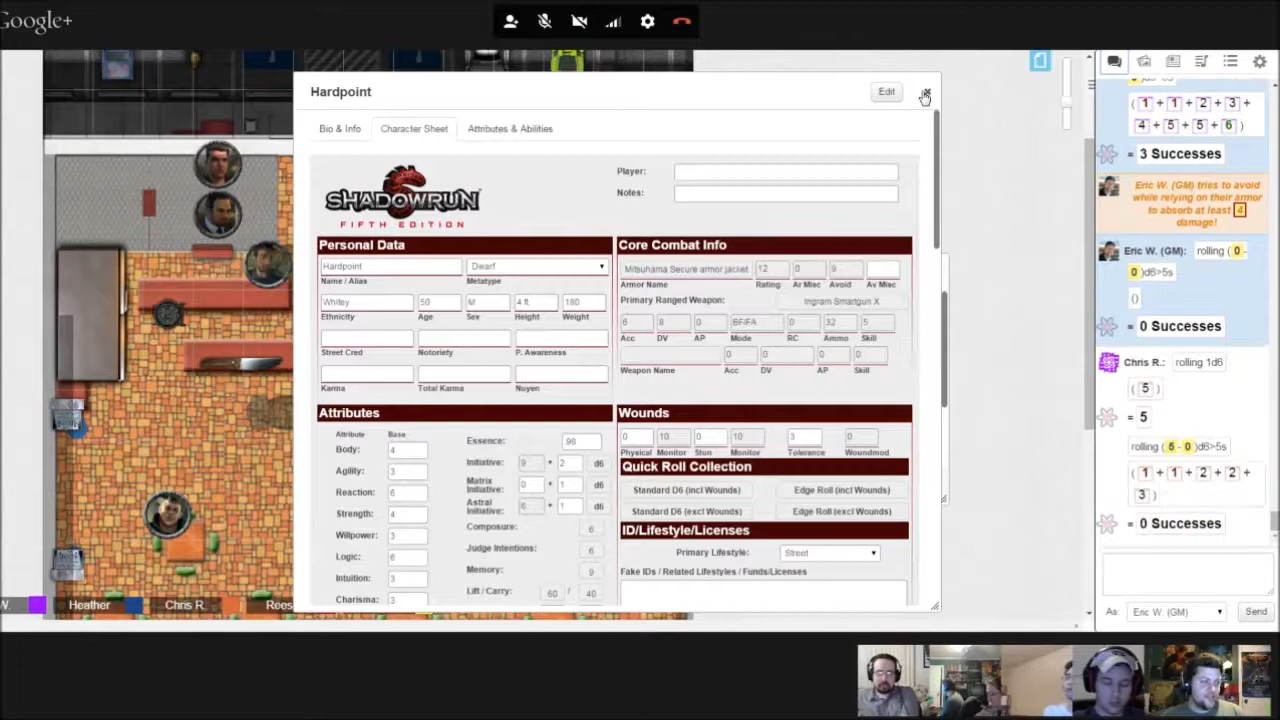 Google+
Hardpoint
Edit
Bio & Info
Character Sheet
Attributes & Abilities
SHADOWRUN
FIFTH EDITION
Player:
Notes:
Personal Data
Hardpoint Dwarf
Name / Alias Metatype
Whitey 50 M 4 ft 180
Ethnicity Age Sex Height Weight
Street Cred Notoriety P. Awareness
Karma Total Karma Nuyen
Core Combat Info
Mitsuhama Secure armor jacket 12 0 9
Armor Name Rating Ar Misc Avoid Av Misc
Primary Ranged Weapon: Ingram Smartgun X
6 8 0 BF/FA 0 32 5
Acc DV AP Mode RC Ammo Skill
0 0 0 0
Weapon Name Acc DV AP Skill
Attributes
Attribute Base
Body: 4
Agility: 3
Reaction: 6
Strength: 4
Willpower: 3
Logic: 6
Intuition: 3
Charisma: 3
Essence: .98
Initiative: 9 + 2 d6
Matrix Initiative: 0 + 1 d6
Astral Initiative: 6 + 1 d6
Composure: 6
Judge Intentions: 6
Memory: 9
Lift / Carry: 60 / 40
Wounds
0 10 0 10 3 0
Physical Monitor Stun Monitor Tolerance Woundmod
Quick Roll Collection
Standard D6 (incl Wounds) Edge Roll (incl Wounds)
Standard D6 (excl Wounds) Edge Roll (excl Wounds)
ID/Lifestyle/Licenses
Primary Lifestyle: Street
Fake IDs / Related Lifestyles / Funds/Licenses
W. Heather Chris R. Rees
(1+1+2+3+
4+5+5+6)
= 3 Successes
Eric W. (GM) tries to avoid
while relying on their armor
to absorb at least 4
damage!
Eric W. (GM): rolling (0-
0)d6>5s
()
= 0 Successes
Chris R.: rolling 1d6
(5)
= 5
rolling (5-0)d6>5s
(1+1+2+2+
3)
= 0 Successes
As: Eric W. (GM) Send